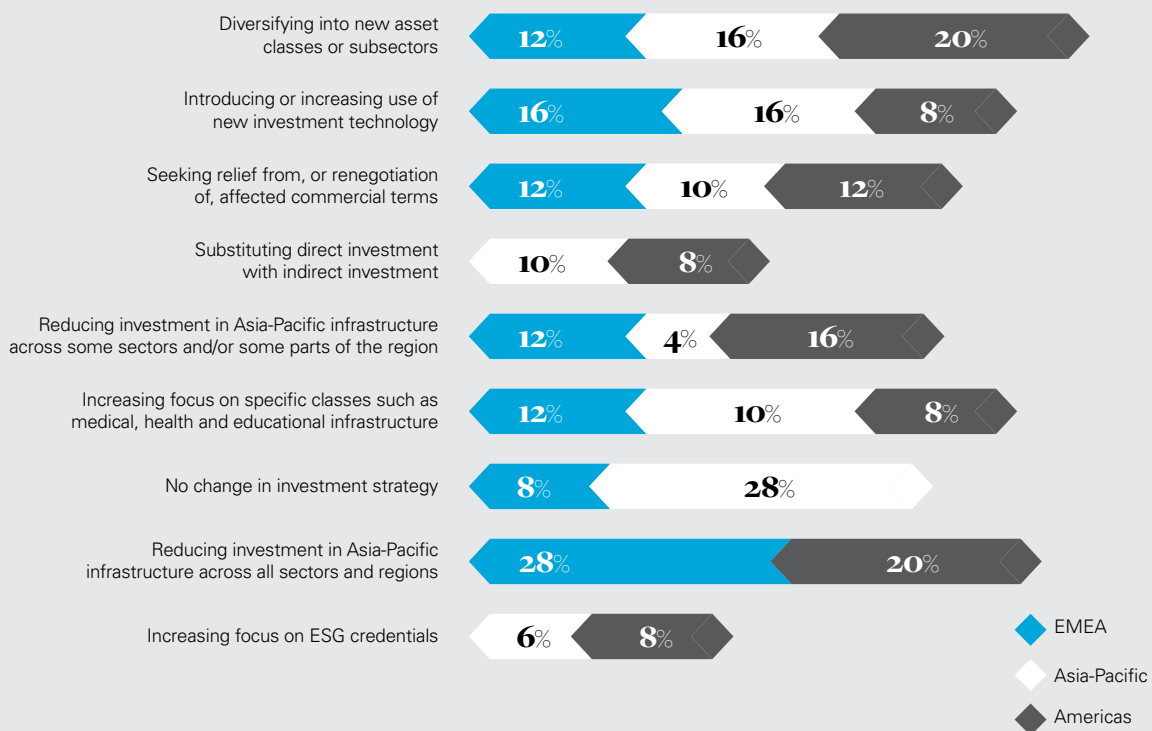 Diversifying into new asset
classes or subsectors
12% 16% 20%
Introducing or increasing use of
new investment technology
16% 16% 8%
Seeking relief from, or renegotiation
of, affected commercial terms
12% 10% 12%
Substituting direct investment
with indirect investment
10% 8%
Reducing investment in Asia-Pacific infrastructure
across some sectors and/or some parts of the region
12% 4% 16%
Increasing focus on specific classes such as
medical, health and educational infrastructure
12% 10% 8%
No change in investment strategy
8% 28%
Reducing investment in Asia-Pacific
infrastructure across all sectors and regions
28% 20%
Increasing focus on ESG credentials
6% 8%
EMEA
Asia-Pacific
Americas